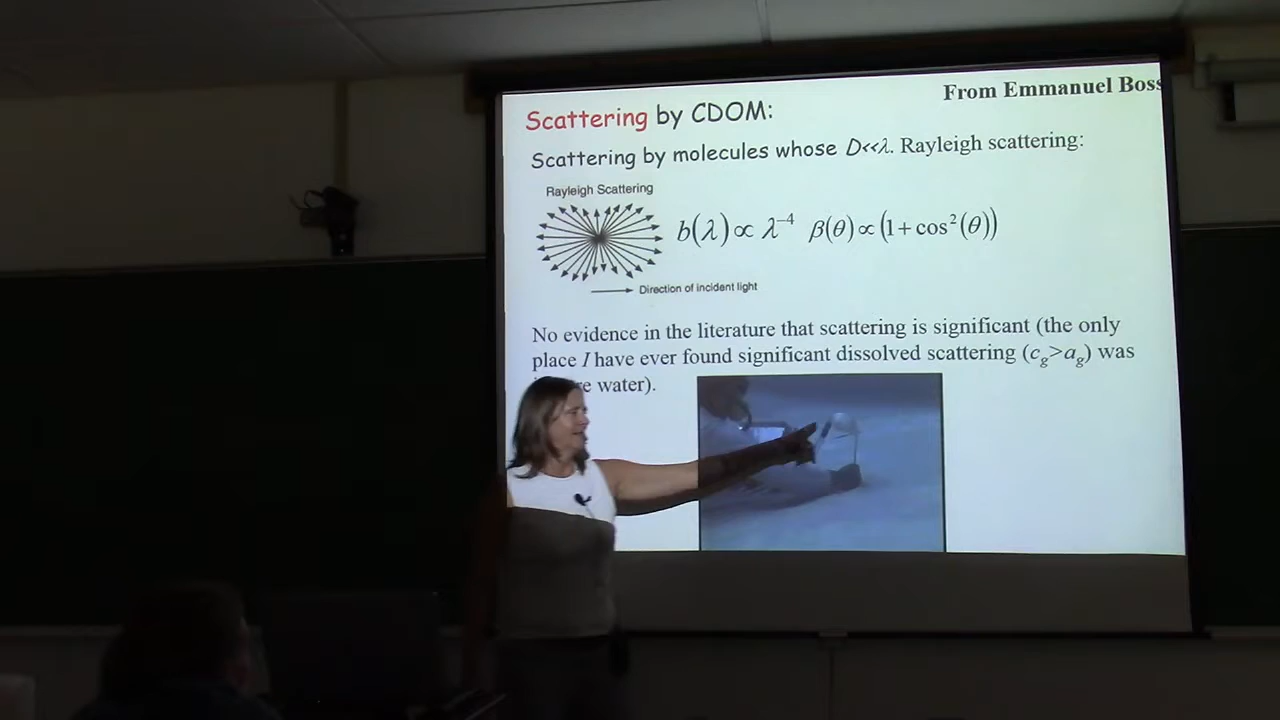 From Emmanuel Boss
Scattering by CDOM:
Scattering by molecules whose D<<λ. Rayleigh scattering:
Rayleigh Scattering
b(λ)∝λ⁻⁴ β(θ)∝(1+cos²(θ))
Direction of incident light
No evidence in the literature that scattering is significant (the only
place I have ever found significant dissolved scattering (c_g>a_g) was
water).